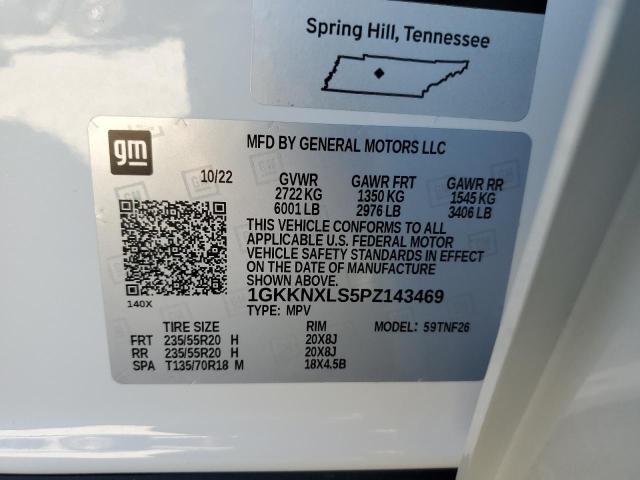 Spring Hill, Tennessee
gm
MFD BY GENERAL MOTORS LLC
10/22 GVWR GAWR FRT GAWR RR
2722 KG 1350 KG 1545 KG
6001 LB 2976 LB 3406 LB
THIS VEHICLE CONFORMS TO ALL
APPLICABLE U.S. FEDERAL MOTOR
VEHICLE SAFETY STANDARDS IN EFFECT
ON THE DATE OF MANUFACTURE
SHOWN ABOVE.
140X
1GKKNXLS5PZ143469
TYPE: MPV
TIRE SIZE RIM MODEL: 59TNF26
FRT 235/55R20 H 20X8J
RR 235/55R20 H 20X8J
SPA T135/70R18 M 18X4.5B